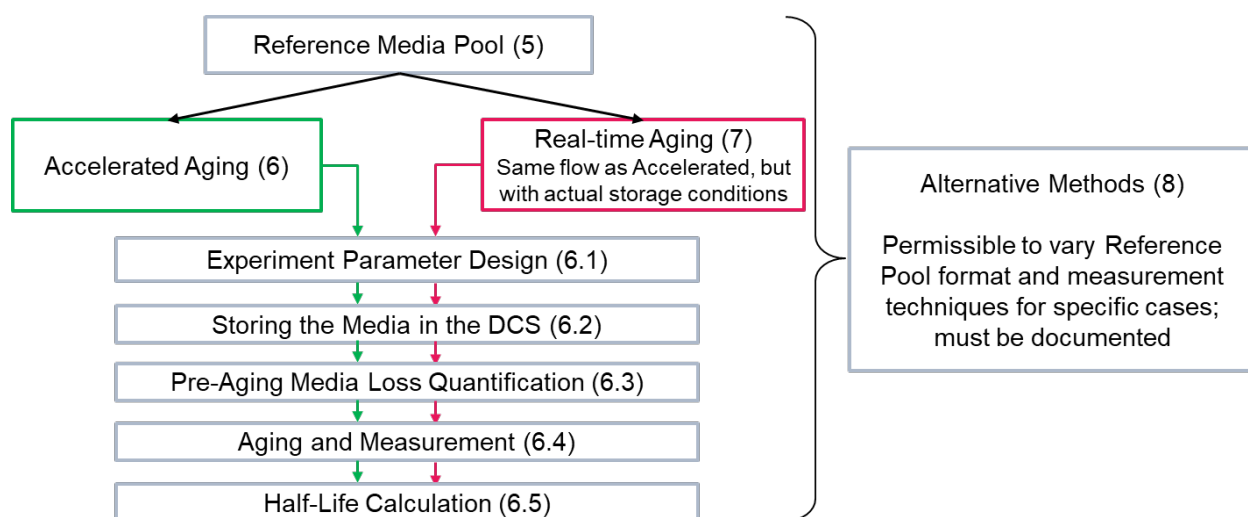 Reference Media Pool (5)
Accelerated Aging (6)
Real-time Aging (7)
Same flow as Accelerated, but
with actual storage conditions
Experiment Parameter Design (6.1)
Storing the Media in the DCS (6.2)
Pre-Aging Media Loss Quantification (6.3)
Aging and Measurement (6.4)
Half-Life Calculation (6.5)
Alternative Methods (8)
Permissible to vary Reference
Pool format and measurement
techniques for specific cases;
must be documented